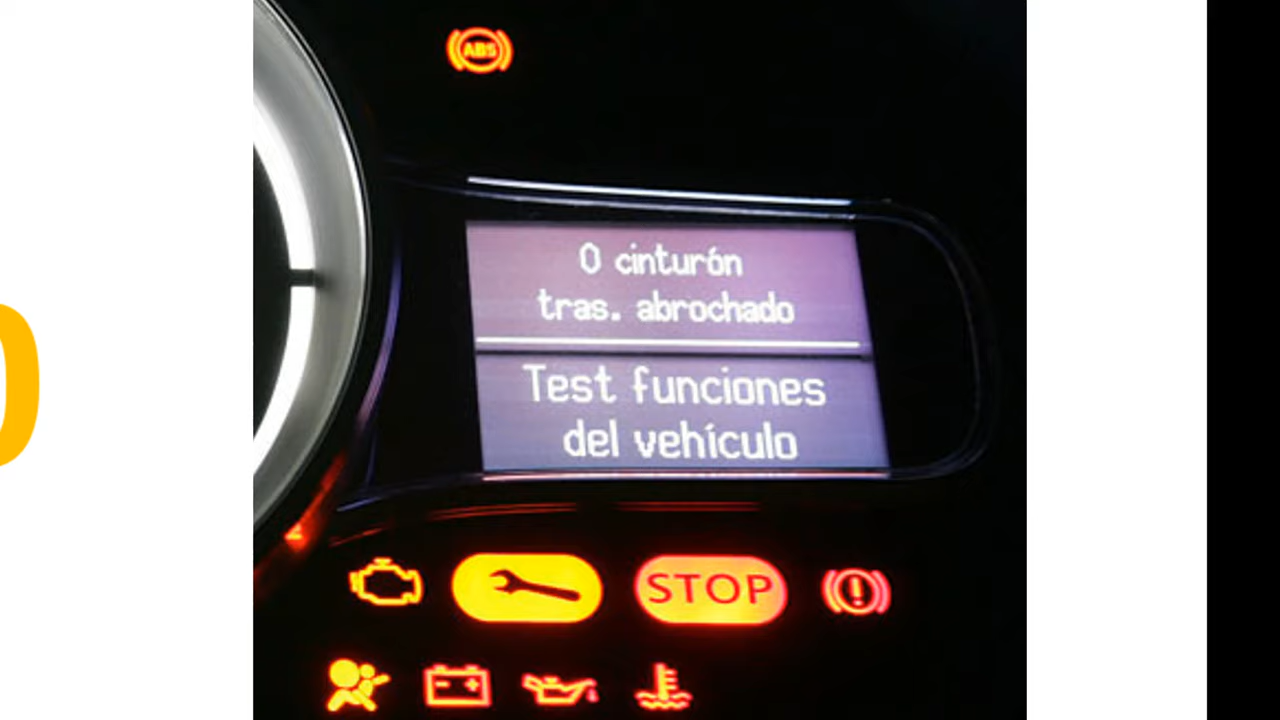 ABS
0 cinturón
tras. abrochado
Test funciones
del vehículo
STOP